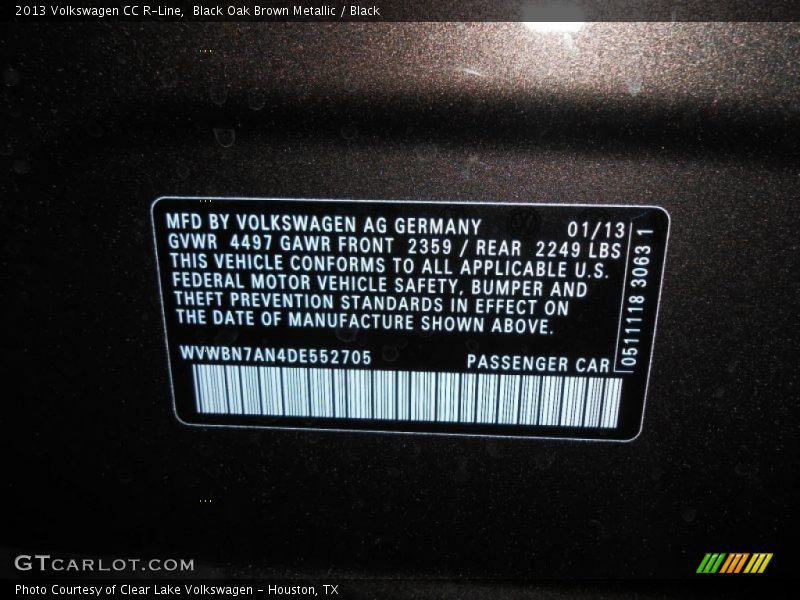 2013 Volkswagen CC R-Line,  Black Oak Brown Metallic / Black
MFD BY VOLKSWAGEN AG GERMANY 01/13
GVWR 4497 GAWR FRONT 2359 / REAR 2249 LBS
THIS VEHICLE CONFORMS TO ALL APPLICABLE U.S.
FEDERAL MOTOR VEHICLE SAFETY, BUMPER AND
THEFT PREVENTION STANDARDS IN EFFECT ON
THE DATE OF MANUFACTURE SHOWN ABOVE.
WVWBN7AN4DE552705 PASSENGER CAR
0511118 3063 1
GTCARLOT.COM
Photo Courtesy of Clear Lake Volkswagen - Houston, TX